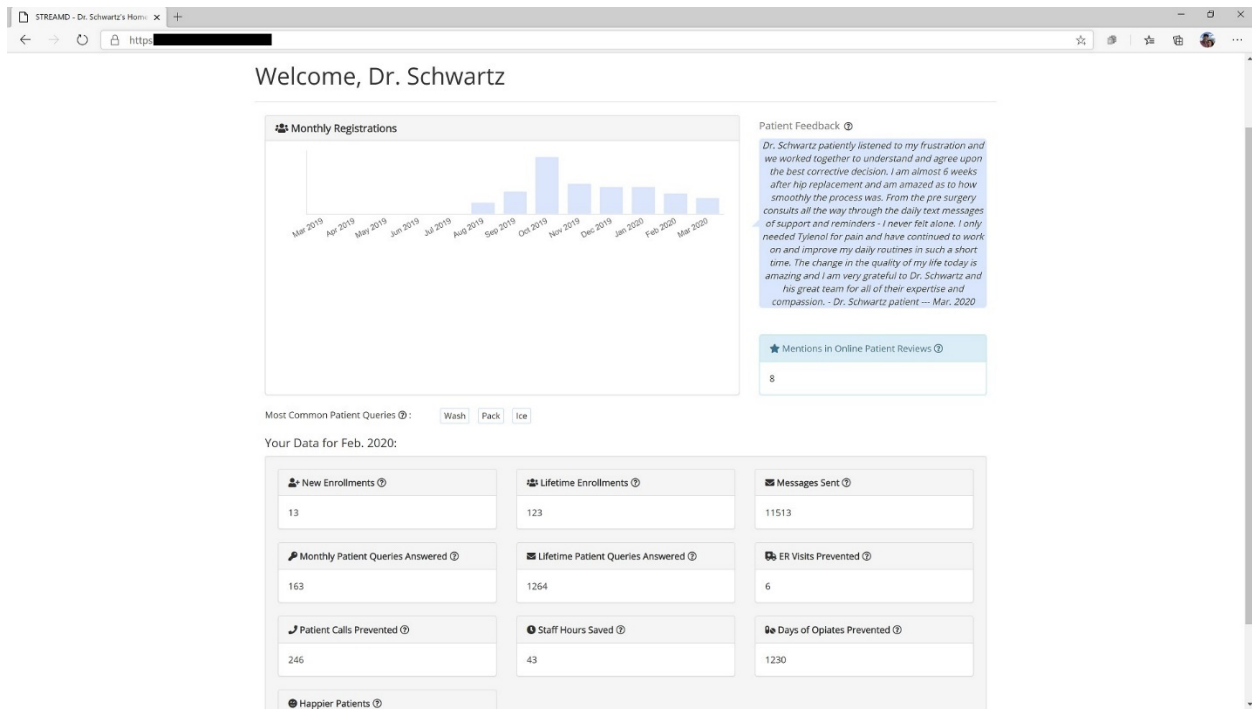 STREAMD - Dr. Schwartz's Home
https
Welcome, Dr. Schwartz
Monthly Registrations
Mar 2019
Apr 2019
May 2019
Jun 2019
Jul 2019
Aug 2019
Sep 2019
Oct 2019
Nov 2019
Dec 2019
Jan 2020
Feb 2020
Mar 2020
Patient Feedback
Dr. Schwartz patiently listened to my frustration and
we worked together to understand and agree upon
the best corrective decision. I am almost 6 weeks
after hip replacement and am amazed as to how
smoothly the process was. From the pre surgery
consults all the way through the daily text messages
of support and reminders - I never felt alone. I only
needed Tylenol for pain and have continued to work
on and improve my daily routines in such a short
time. The change in the quality of my life today is
amazing and I am very grateful to Dr. Schwartz and
his great team for all of their expertise and
compassion. - Dr. Schwartz patient --- Mar. 2020
Mentions in Online Patient Reviews
8
Most Common Patient Queries : Wash Pack Ice
Your Data for Feb. 2020:
New Enrollments
13
Lifetime Enrollments
123
Messages Sent
11513
Monthly Patient Queries Answered
163
Lifetime Patient Queries Answered
1264
ER Visits Prevented
6
Patient Calls Prevented
246
Staff Hours Saved
43
Days of Opiates Prevented
1230
Happier Patients